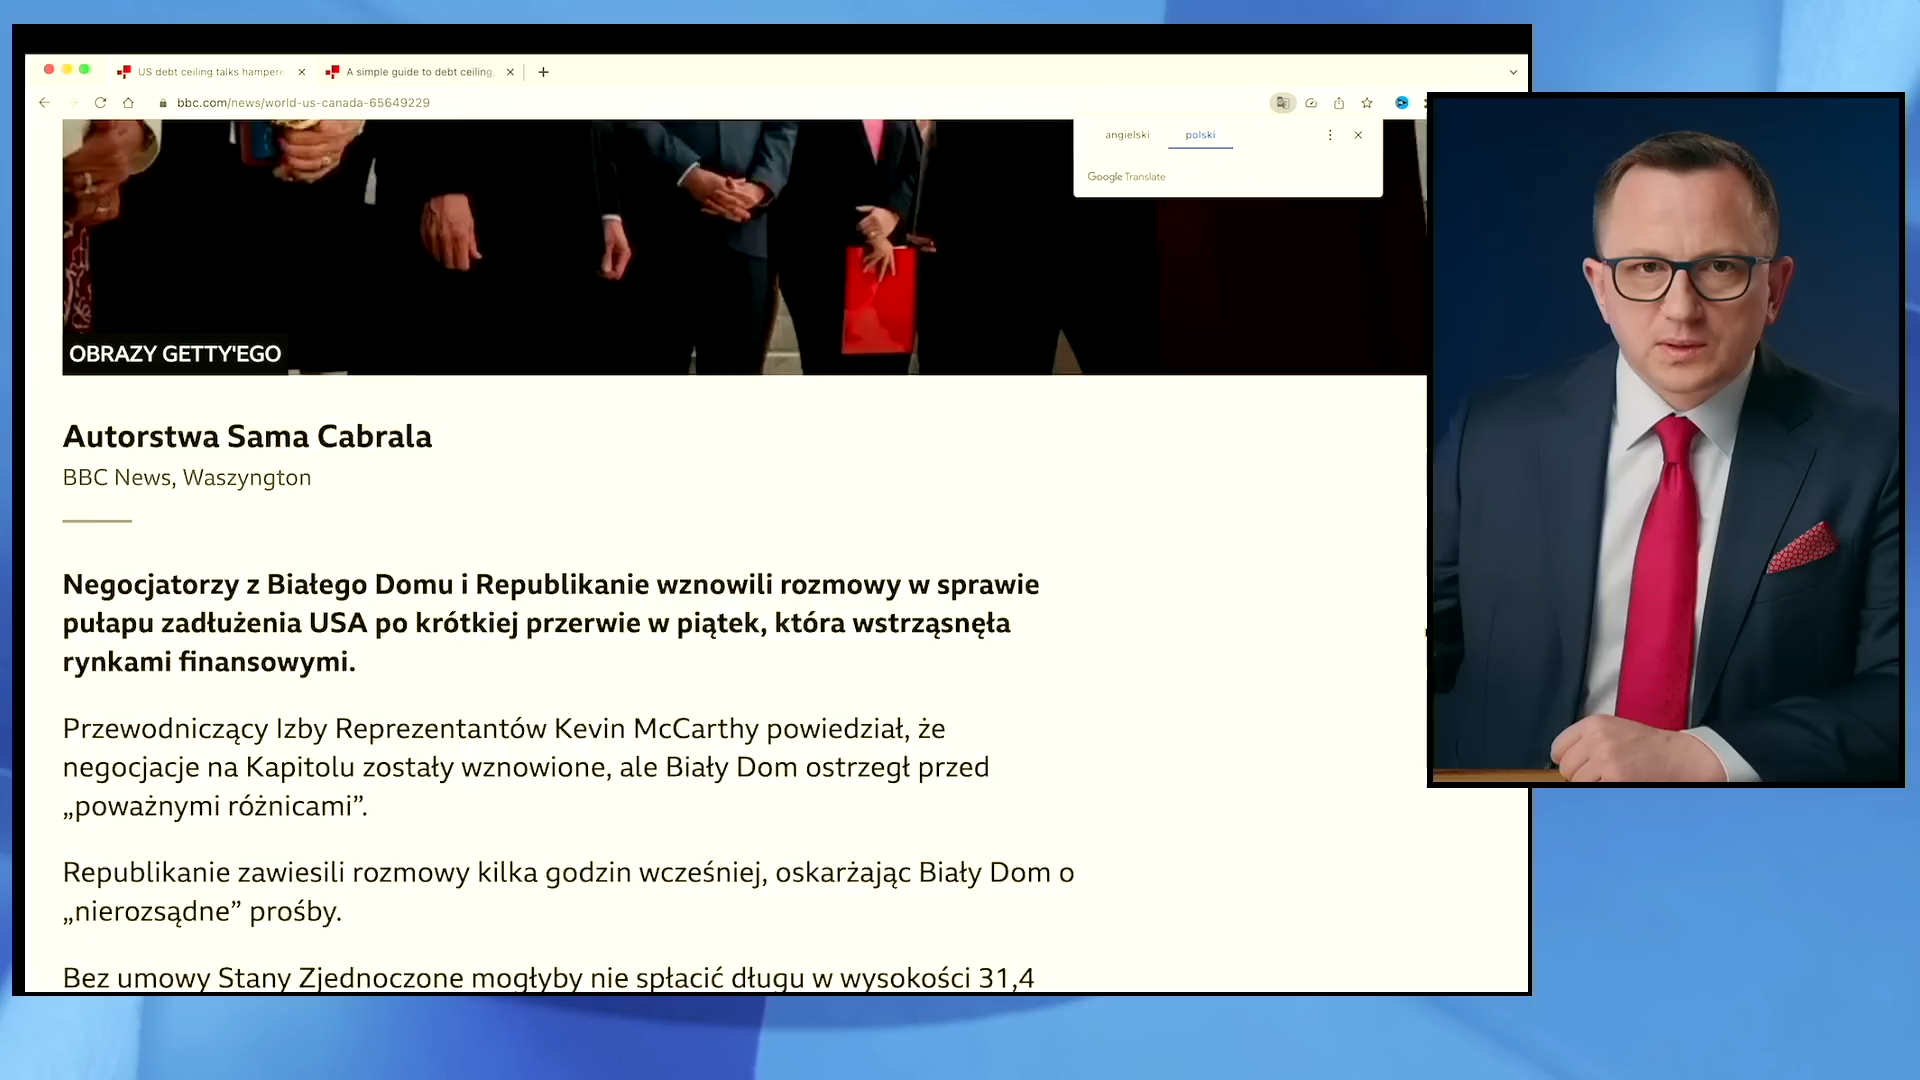 US debt ceiling talks hampere
A simple guide to debt ceiling,
bbc.com/news/world-us-canada-65649229
angielski polski
Google Translate
OBRAZY GETTY'EGO
Autorstwa Sama Cabrala
BBC News, Waszyngton
Negocjatorzy z Białego Domu i Republikanie wznowili rozmowy w sprawie
pułapu zadłużenia USA po krótkiej przerwie w piątek, która wstrząsnęła
rynkami finansowymi.
Przewodniczący Izby Reprezentantów Kevin McCarthy powiedział, że
negocjacje na Kapitolu zostały wznowione, ale Biały Dom ostrzegł przed
„poważnymi różnicami”.
Republikanie zawiesili rozmowy kilka godzin wcześniej, oskarżając Biały Dom o
„nierozsądne” prośby.
Bez umowy Stany Zjednoczone mogłyby nie spłacić długu w wysokości 31,4